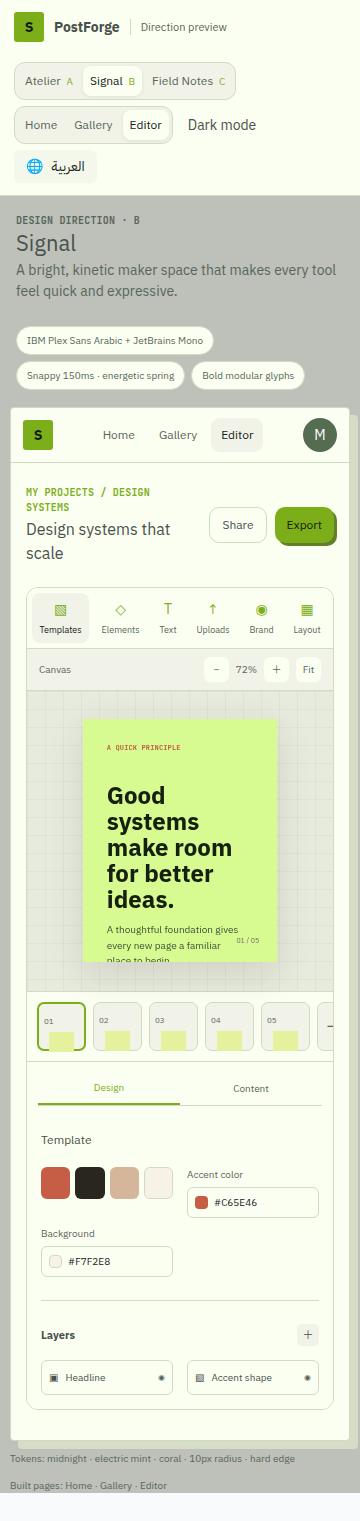 S PostForge Direction preview
Atelier A Signal B Field Notes C
Home Gallery Editor Dark mode
العربية
DESIGN DIRECTION · B
Signal
A bright, kinetic maker space that makes every tool
feel quick and expressive.
IBM Plex Sans Arabic + JetBrains Mono
Snappy 150ms · energetic spring Bold modular glyphs
S Home Gallery Editor M
MY PROJECTS / DESIGN
SYSTEMS
Design systems that
scale
Share Export
Templates Elements Text Uploads Brand Layout
Canvas − 72% + Fit
A QUICK PRINCIPLE
Good
systems
make room
for better
ideas.
A thoughtful foundation gives
every new page a familiar
place to begin.
01 / 05
01 02 03 04 05
Design Content
Template
Accent color
#C65E46
Background
#F7F2E8
Layers +
Headline Accent shape
Tokens: midnight · electric mint · coral · 10px radius · hard edge
Built pages: Home · Gallery · Editor